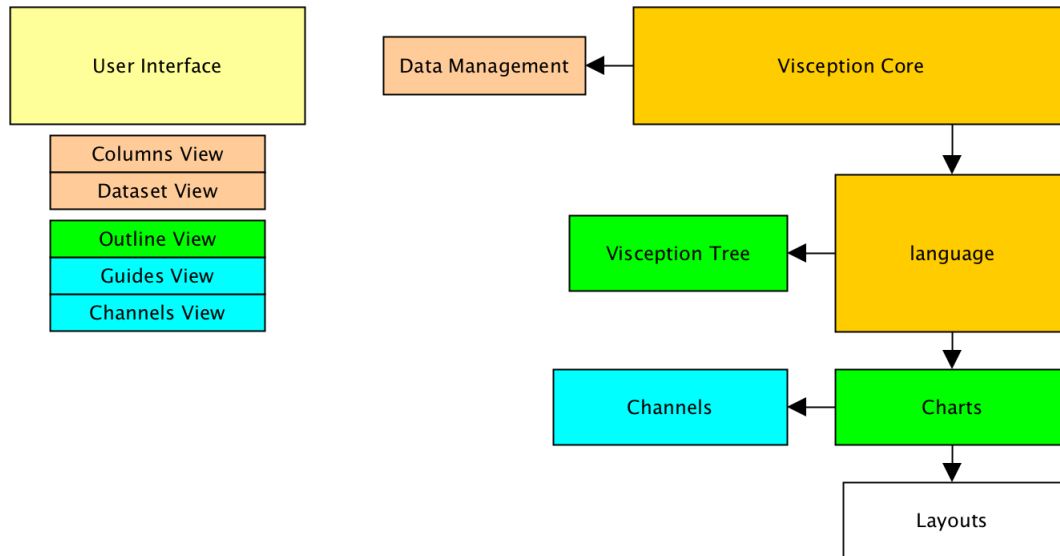 User Interface
Data Management
Visception Core
Columns View
Dataset View
Outline View
Guides View
Channels View
Visception Tree
language
Channels
Charts
Layouts